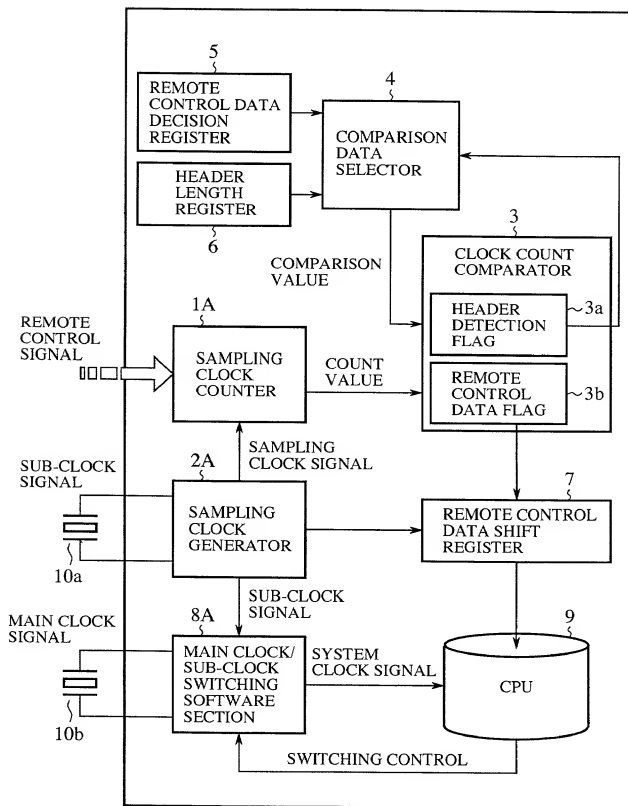 5
REMOTE
CONTROL DATA
DECISION
REGISTER
4
COMPARISON
DATA
SELECTOR
HEADER
LENGTH
REGISTER
6
3
CLOCK COUNT
COMPARATOR
COMPARISON
VALUE
HEADER
DETECTION
FLAG
3a
REMOTE
CONTROL
SIGNAL
1A
SAMPLING
CLOCK
COUNTER
COUNT
VALUE
REMOTE
CONTROL
DATA FLAG
3b
SAMPLING
CLOCK SIGNAL
SUB-CLOCK
SIGNAL
2A
SAMPLING
CLOCK
GENERATOR
7
REMOTE CONTROL
DATA SHIFT
REGISTER
10a
SUB-CLOCK
SIGNAL
MAIN CLOCK
SIGNAL
8A
MAIN CLOCK/
SUB-CLOCK
SWITCHING
SOFTWARE
SECTION
SYSTEM
CLOCK SIGNAL
9
CPU
10b
SWITCHING CONTROL